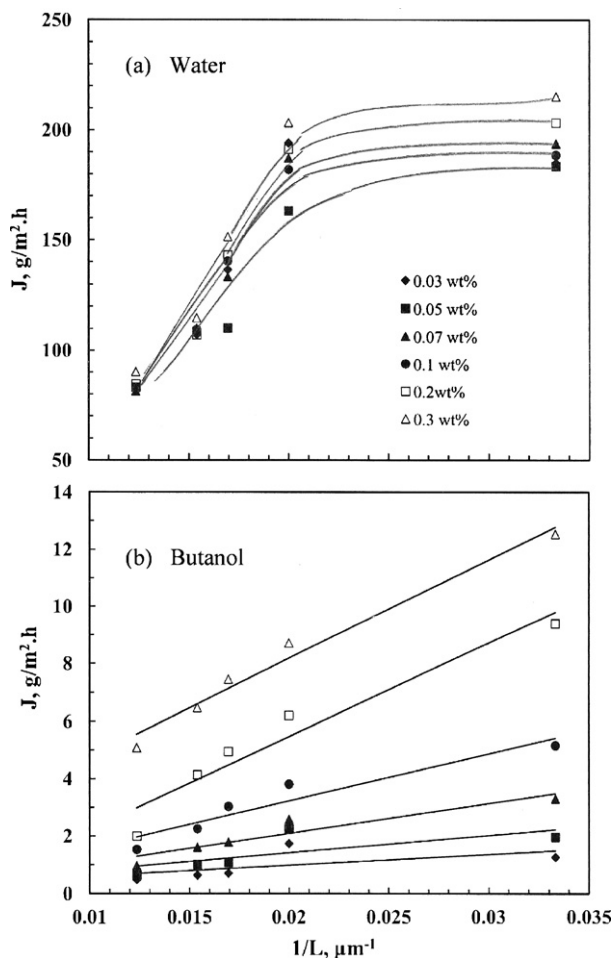 250
(a) Water
200
150
100
50
J, g/m².h
0.03 wt%
0.05 wt%
0.07 wt%
0.1 wt%
0.2wt%
0.3 wt%
14
(b) Butanol
12
10
8
6
4
2
0
J, g/m².h
0.01 0.015 0.02 0.025 0.03 0.035
1/L, µm⁻¹